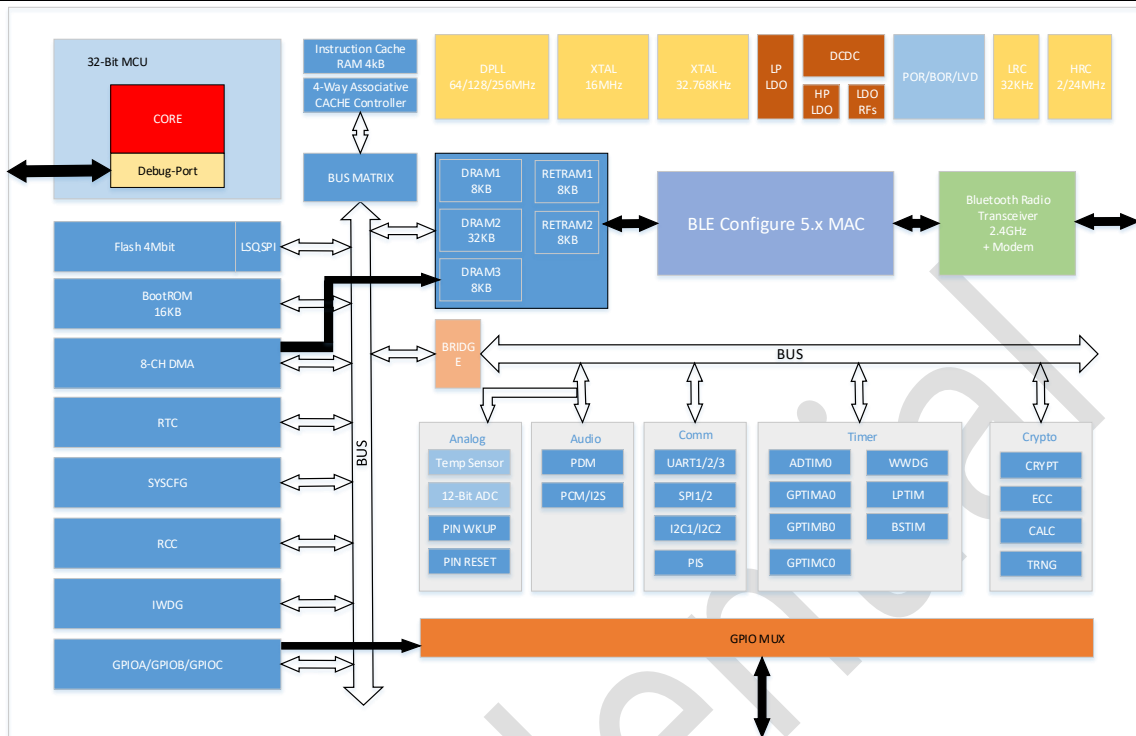 32-Bit MCU
CORE
Debug-Port
Instruction Cache
RAM 4kB
4-Way Associative
CACHE Controller
BUS MATRIX
DPLL
64/128/256MHz
XTAL
16MHz
XTAL
32.768KHz
LP
LDO
DCDC
HP
LDO
LDO
RFs
POR/BOR/LVD
LRC
32KHz
HRC
2/24MHz
DRAM1
8KB
RETRAM1
8KB
DRAM2
32KB
RETRAM2
8KB
DRAM3
8KB
BLE Configure 5.x MAC
Bluetooth Radio
Transceiver
2.4GHz
+ Modem
Flash 4Mbit
LSQSPI
BootROM
16KB
8-CH DMA
RTC
SYSCFG
RCC
IWDG
GPIOA/GPIOB/GPIOC
BUS
BRIDG
E
BUS
Analog
Temp Sensor
12-Bit ADC
PIN WKUP
PIN RESET
Audio
PDM
PCM/I2S
Comm
UART1/2/3
SPI1/2
I2C1/I2C2
PIS
Timer
ADTIM0
WWDG
GPTIMA0
LPTIM
GPTIMB0
BSTIM
GPTIMC0
Crypto
CRYPT
ECC
CALC
TRNG
GPIO MUX